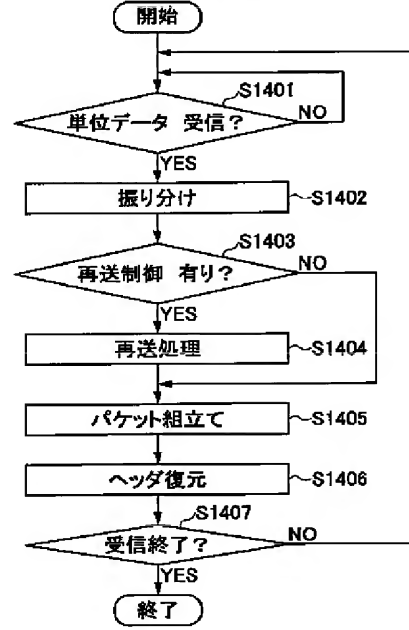 開始
S1401
単位データ 受信？
NO
YES
振り分け
S1402
S1403
再送制御 有り？
NO
YES
再送処理
S1404
パケット組立て
S1405
ヘッダ復元
S1406
S1407
受信終了？
NO
YES
終了